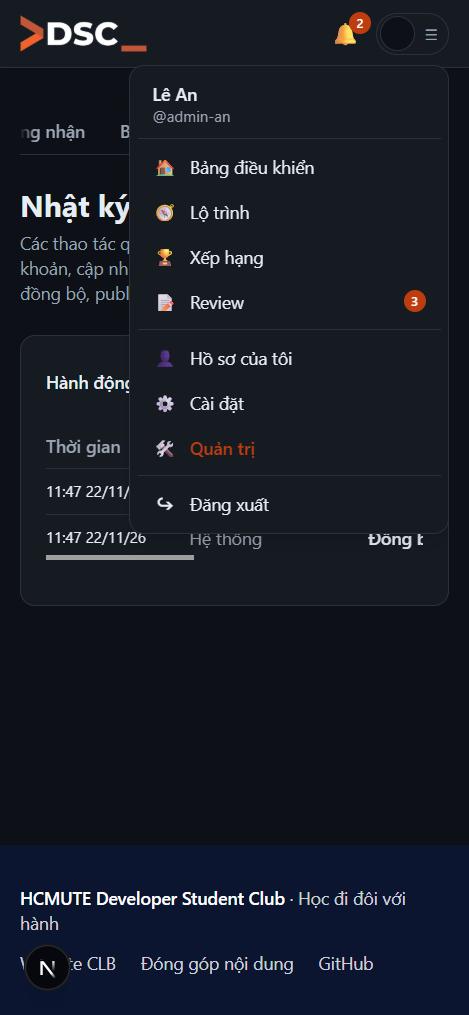 DSC_
2
Lê An
@admin-an
Bảng điều khiển
Lộ trình
Xếp hạng
Review 3
Hồ sơ của tôi
Cài đặt
Quản trị
Đăng xuất
ng nhận B
Nhật ký
Các thao tác q
khoản, cập nh
đồng bộ, publ
Hành động
Thời gian
11:47 22/11/
11:47 22/11/26 Hệ thống Đồng b
HCMUTE Developer Student Club · Học đi đôi với
hành
CLB Đóng góp nội dung GitHub
N